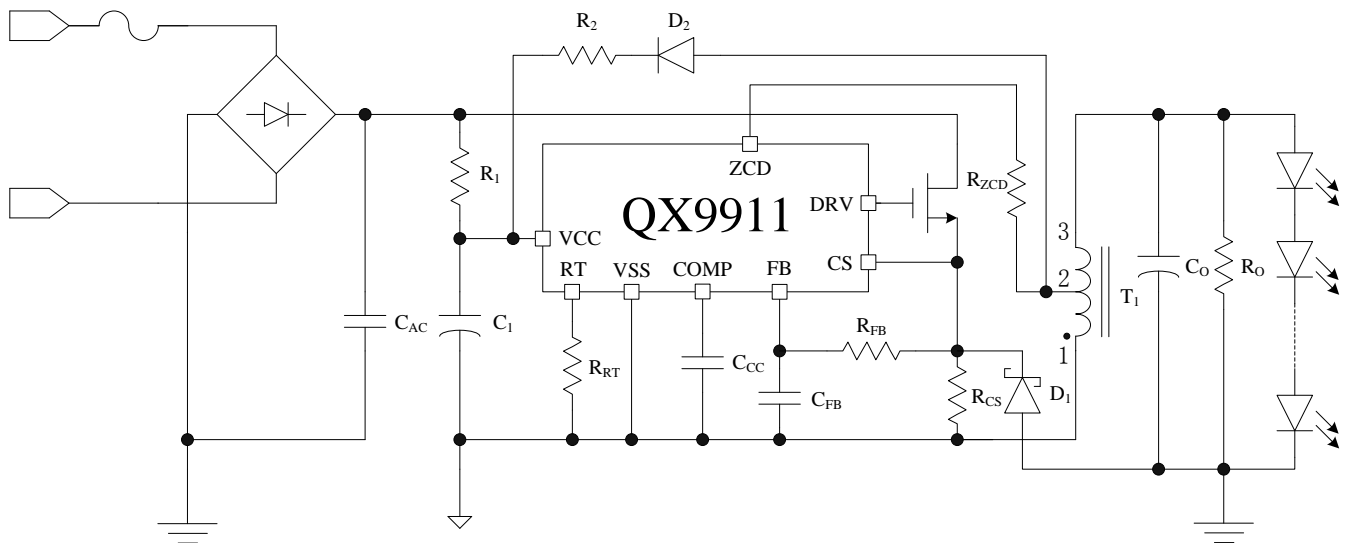 R2
D2
ZCD
R1
RZCD
DRV
QX9911
VCC
3
RT
VSS
COMP
FB
CS
2
CO
RO
T1
CAC
C1
RFB
1
RRT
CCC
CFB
RCS
D1